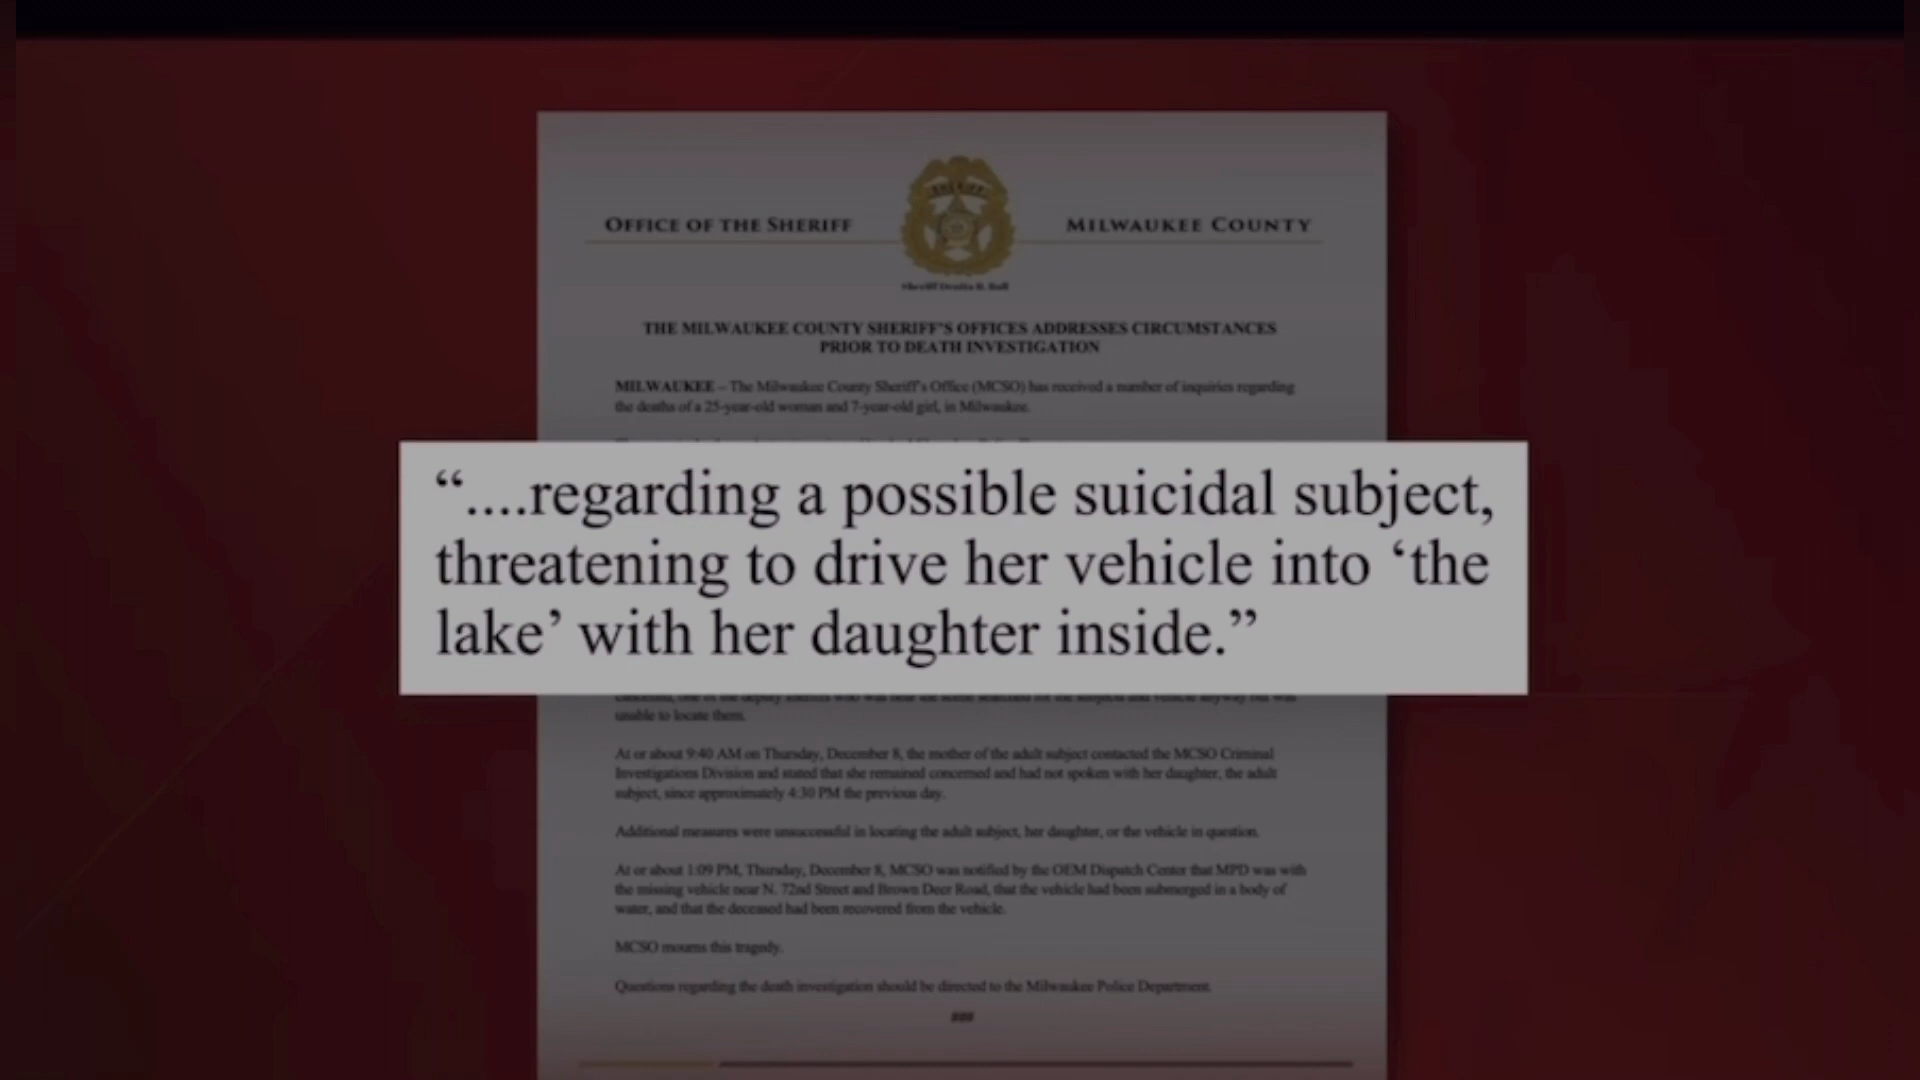 OFFICE OF THE SHERIFF
MILWAUKEE COUNTY
SHERIFF
THE MILWAUKEE COUNTY SHERIFF'S OFFICES ADDRESSES CIRCUMSTANCES
PRIOR TO DEATH INVESTIGATION
MILWAUKEE – The Milwaukee County Sheriff's Office (MCSO) has received a number of inquiries regarding
the deaths of a 25-year-old woman and 7-year-old girl, in Milwaukee.
“....regarding a possible suicidal subject,
threatening to drive her vehicle into ‘the
lake’ with her daughter inside.”
unable to locate them.
At or about 9:40 AM on Thursday, December 8, the mother of the adult subject contacted the MCSO Criminal
Investigations Division and stated that she remained concerned and had not spoken with her daughter, the adult
subject, since approximately 4:30 PM the previous day.
Additional measures were unsuccessful in locating the adult subject, her daughter, or the vehicle in question.
At or about 1:09 PM, Thursday, December 8, MCSO was notified by the OEM Dispatch Center that MPD was with
the missing vehicle near N. 72nd Street and Brown Deer Road, that the vehicle had been submerged in a body of
water, and that the deceased had been recovered from the vehicle.
MCSO mourns this tragedy.
Questions regarding the death investigation should be directed to the Milwaukee Police Department.
###